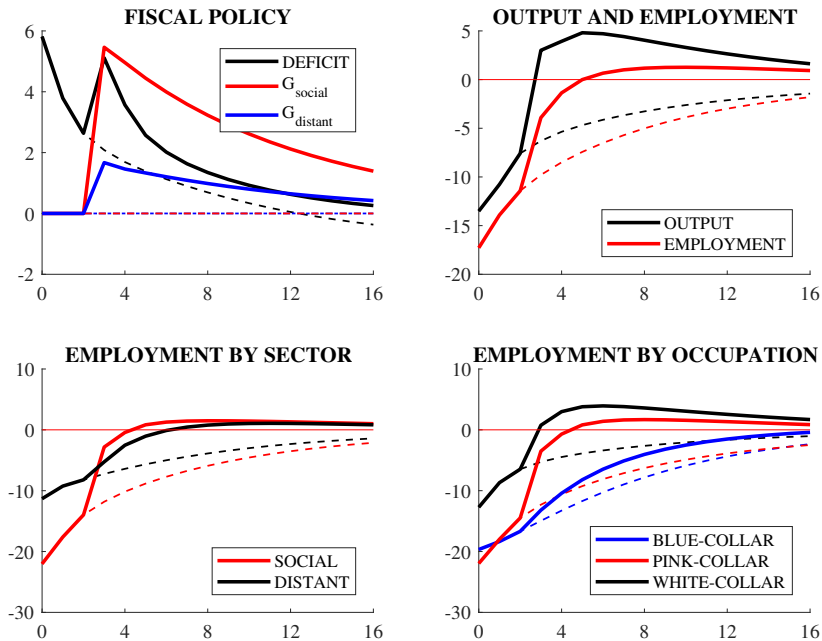 FISCAL POLICY
6
4
2
0
2
0
4
8
12
16
DEFICIT
G social
G distant
OUTPUT AND EMPLOYMENT
5
0
-5
-10
-15
-20
0
4
8
12
16
OUTPUT
EMPLOYMENT
EMPLOYMENT BY SECTOR
10
0
-10
-20
-30
0
4
8
12
16
SOCIAL
DISTANT
EMPLOYMENT BY OCCUPATION
10
0
-10
-20
-30
0
4
8
12
16
BLUE-COLLAR
PINK-COLLAR
WHITE-COLLAR